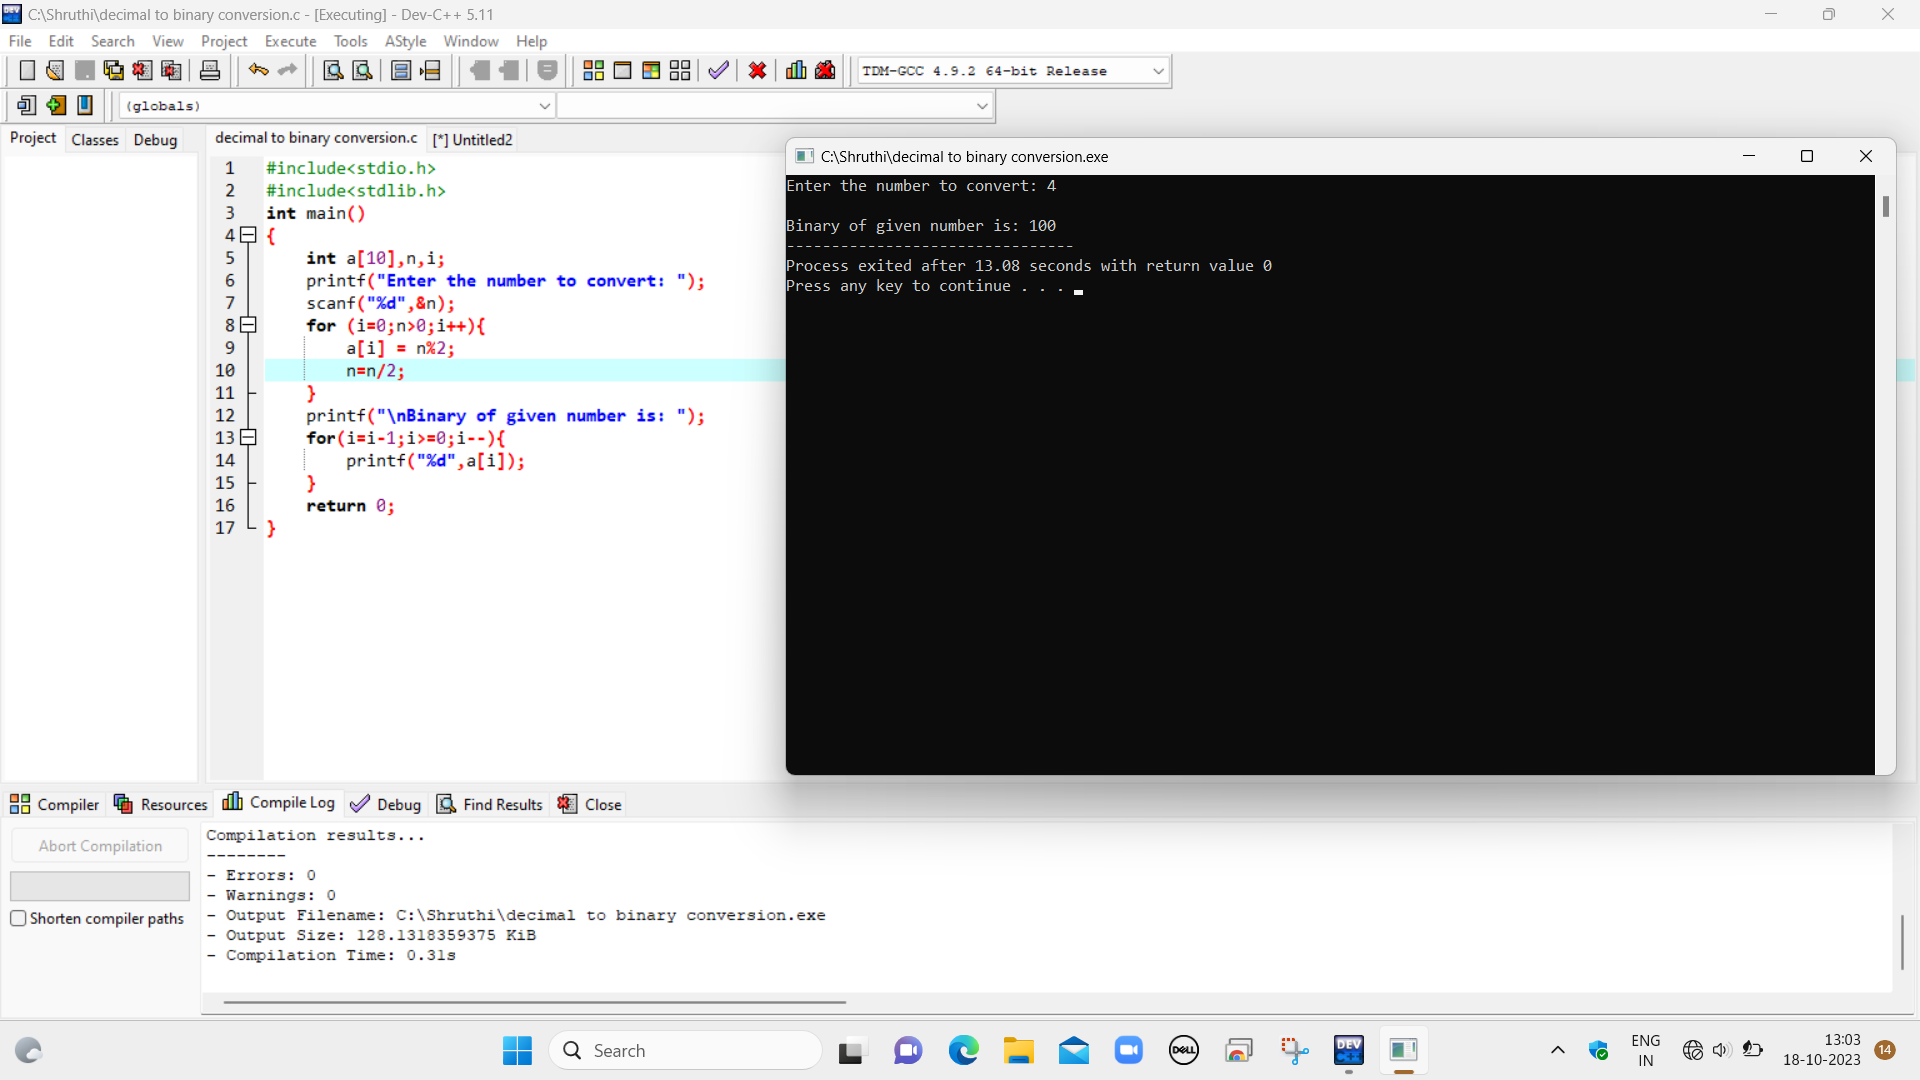 C:\Shruthi\decimal to binary conversion.c - [Executing] - Dev-C++ 5.11
File Edit Search View Project Execute Tools AStyle Window Help
TDM-GCC 4.9.2 64-bit Release
(globals)
Project Classes Debug
decimal to binary conversion.c [*] Untitled2
1 #include<stdio.h>
2 #include<stdlib.h>
3 int main()
4 {
5 int a[10],n,i;
6 printf("Enter the number to convert: ");
7 scanf("%d",&n);
8 for (i=0;n>0;i++){
9 a[i] = n%2;
10 n=n/2;
11 }
12 printf("\nBinary of given number is: ");
13 for(i=i-1;i>=0;i--){
14 printf("%d",a[i]);
15 }
16 return 0;
17 }
C:\Shruthi\decimal to binary conversion.exe
Enter the number to convert: 4
Binary of given number is: 100
--------------------------------
Process exited after 13.08 seconds with return value 0
Press any key to continue . . .
Compiler Resources Compile Log Debug Find Results Close
Abort Compilation
Shorten compiler paths
Compilation results...
--------
- Errors: 0
- Warnings: 0
- Output Filename: C:\Shruthi\decimal to binary conversion.exe
- Output Size: 128.1318359375 KiB
- Compilation Time: 0.31s
Search
DELL
DEV
C++
ENG
IN
13:03
18-10-2023
14